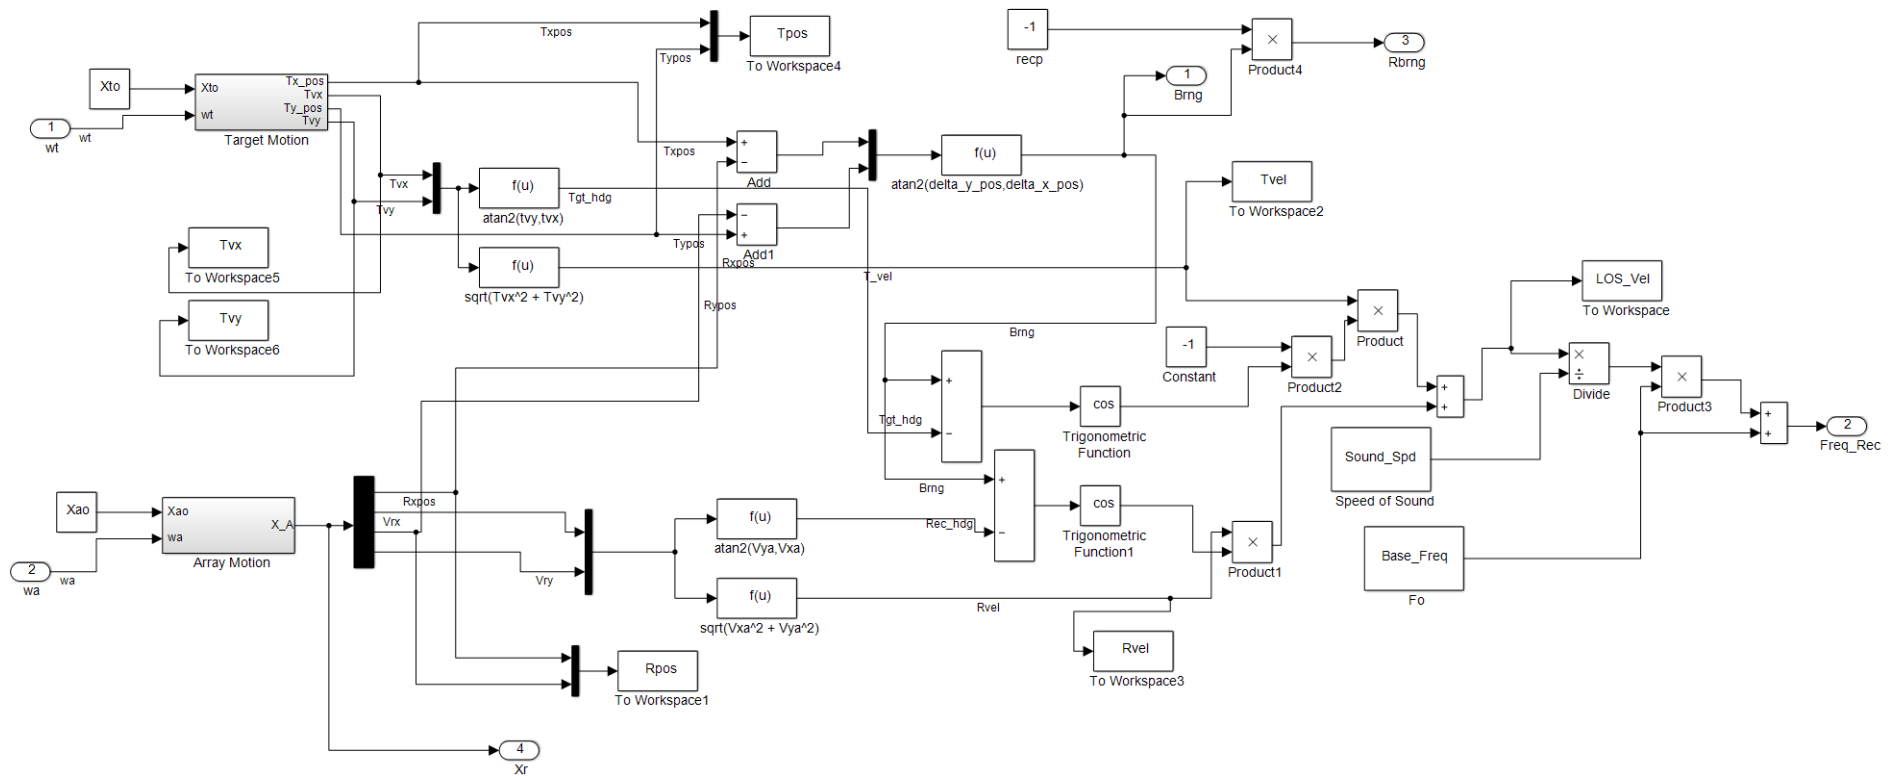 Txpos
Tpos
Typos
To Workspace4
-1
recp
Product4
3
Rbrng
1
Brng
Xto
Xto
wt
Tx_pos
Tvx
Ty_pos
Tvy
Target Motion
1
wt
wt
Txpos
+
−
Add
f(u)
atan2(delta_y_pos,delta_x_pos)
Tvel
To Workspace2
Tvx
Tvy
f(u)
atan2(tvy,tvx)
Tgt_hdg
−
+
Add1
Typos
Rxpos
Tvx
To Workspace5
f(u)
sqrt(Tvx^2 + Tvy^2)
T_vel
LOS_Vel
To Workspace
Tvy
To Workspace6
Rypos
Brng
-1
Constant
×
Product2
×
Product
×
÷
Divide
×
Product3
+
−
Tgt_hdg
cos
Trigonometric
Function
+
+
+
+
2
Freq_Rec
Sound_Spd
Speed of Sound
Xao
Xao
wa
X_A
Array Motion
2
wa
wa
Rxpos
Vrx
Vry
f(u)
atan2(Vya,Vxa)
Brng
Rec_hdg
+
−
cos
Trigonometric
Function1
×
Product1
Base_Freq
Fo
f(u)
sqrt(Vxa^2 + Vya^2)
Rvel
Rvel
To Workspace3
Rpos
To Workspace1
4
Xr